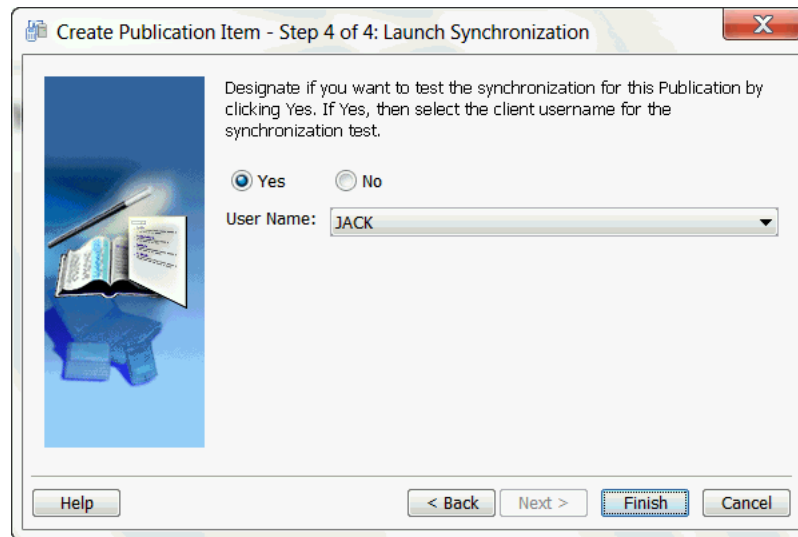 Create Publication Item - Step 4 of 4: Launch Synchronization
Designate if you want to test the synchronization for this Publication by
clicking Yes. If Yes, then select the client username for the
synchronization test.
Yes No
User Name: JACK
Help < Back Next > Finish Cancel